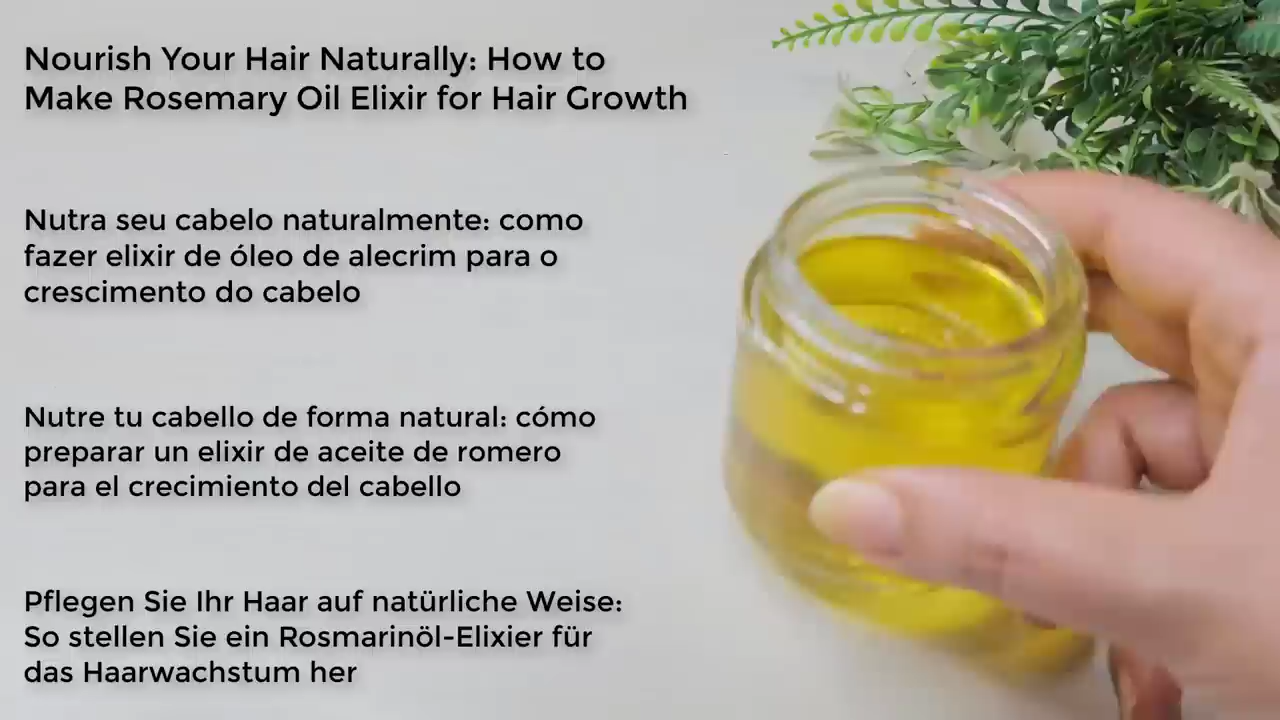 Nourish Your Hair Naturally: How to
Make Rosemary Oil Elixir for Hair Growth
Nutra seu cabelo naturalmente: como
fazer elixir de óleo de alecrim para o
crescimento do cabelo
Nutre tu cabello de forma natural: cómo
preparar un elixir de aceite de romero
para el crecimiento del cabello
Pflegen Sie Ihr Haar auf natürliche Weise:
So stellen Sie ein Rosmarinöl-Elixier für
das Haarwachstum her